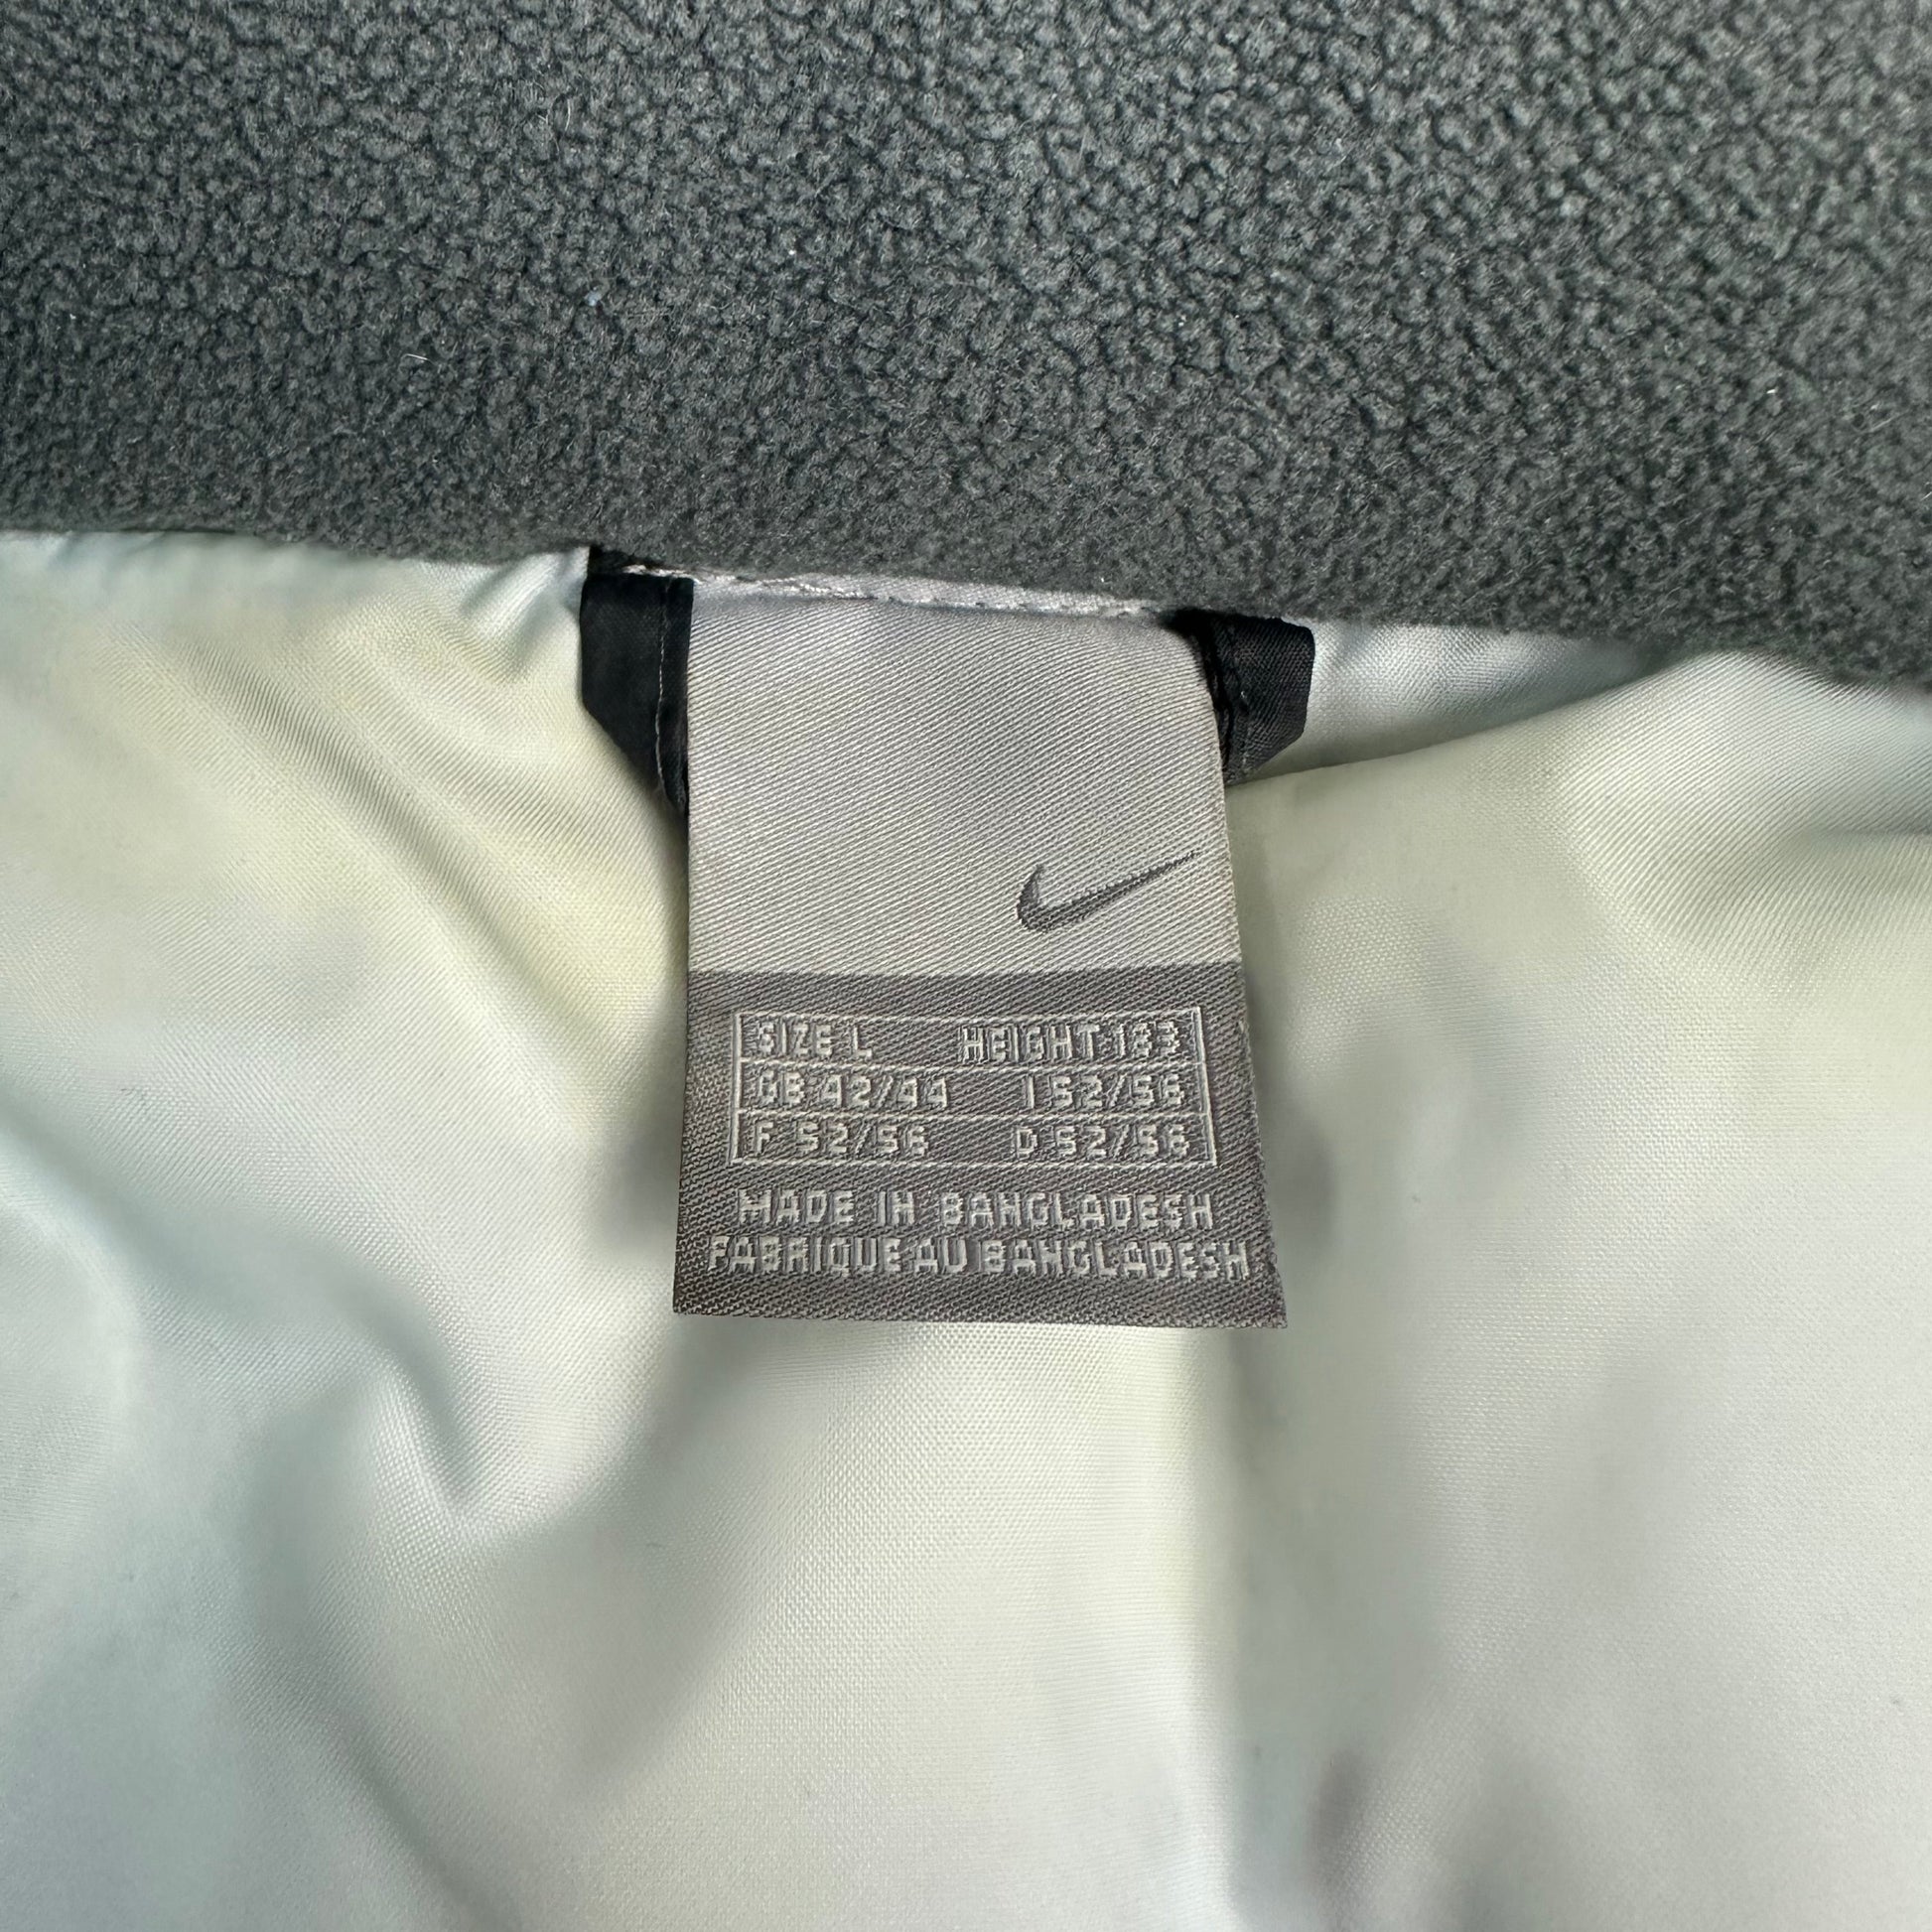 SIZE L HEIGHT 183
GB 42/44 I 52/56
F 52/56 D 52/56
MADE IN BANGLADESH
FABRIQUE AU BANGLADESH